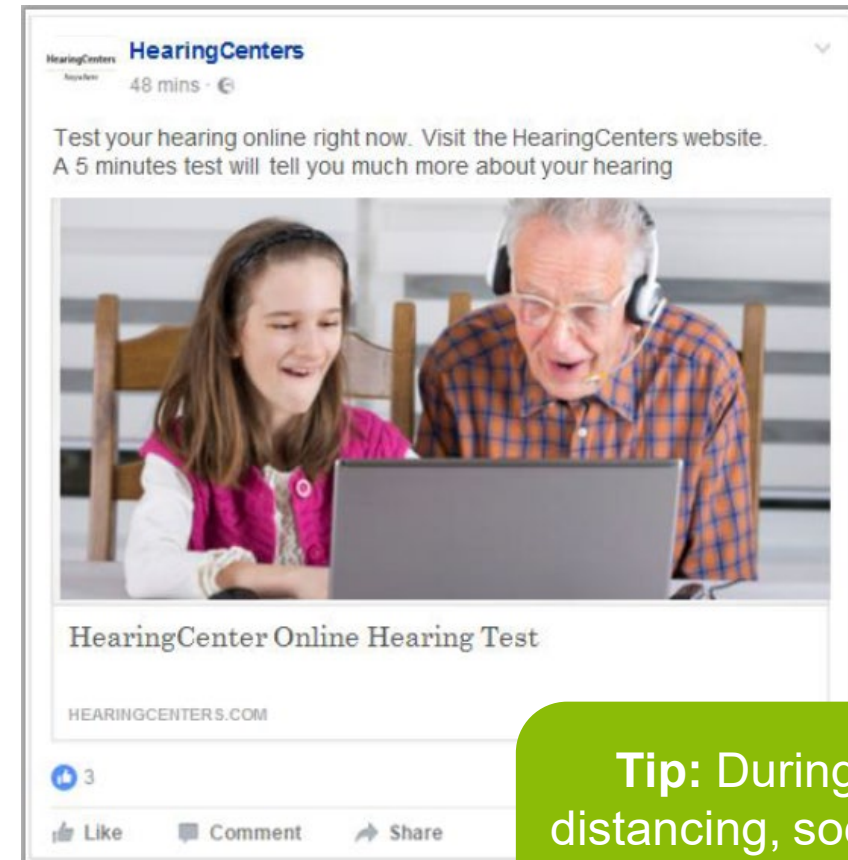 HearingCenters
HearingCenters
48 mins
Test your hearing online right now. Visit the HearingCenters website.
A 5 minutes test will tell you much more about your hearing
HearingCenter Online Hearing Test
HEARINGCENTERS.COM
3
Like Comment Share
Tip: During
distancing,